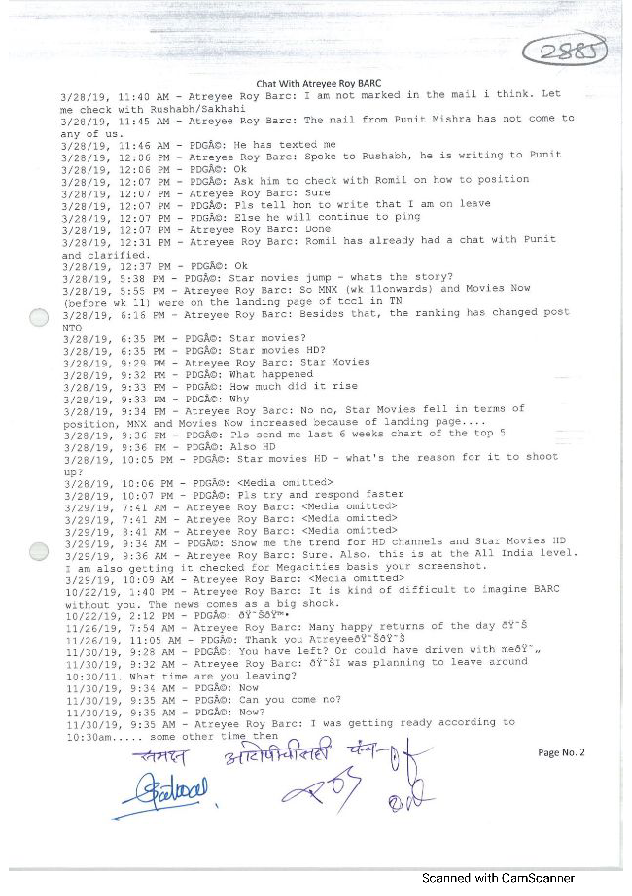 2885
Chat With Atreyee Roy BARC
3/28/19, 11:40 AM - Atreyee Roy Barc: I am not marked in the mail i think. Let
me check with Rushabh/Sakhshi
3/28/19, 11:45 AM - Atreyee Roy Barc: The mail from Punit Mishra has not come to
any of us.
3/28/19, 11:46 AM - PDGÂ©: He has texted me
3/28/19, 12:06 PM - Atreyee Roy Barc: Spoke to Rushabh, he is writing to Punit
3/28/19, 12:06 PM - PDGÂ©: Ok
3/28/19, 12:07 PM - PDGÂ©: Ask him to check with Romil on how to position
3/28/19, 12:07 PM - Atreyee Roy Barc: Sure
3/28/19, 12:07 PM - PDGÂ©: Pls tell hon to write that I am on leave
3/28/19, 12:07 PM - PDGÂ©: Else he will continue to ping
3/28/19, 12:07 PM - Atreyee Roy Barc: Done
3/28/19, 12:31 PM - Atreyee Roy Barc: Romil has already had a chat with Punit
and clarified.
3/28/19, 12:37 PM - PDGÂ©: Ok
3/28/19, 5:38 PM - PDGÂ©: Star movies jump - whats the story?
3/28/19, 5:55 PM - Atreyee Roy Barc: So MNX (wk 11onwards) and Movies Now
(before wk 11) were on the landing page of tccl in TN
3/28/19, 6:16 PM - Atreyee Roy Barc: Besides that, the ranking has changed post
NTO
3/28/19, 6:35 PM - PDGÂ©: Star movies?
3/28/19, 6:35 PM - PDGÂ©: Star movies HD?
3/28/19, 9:29 PM - Atreyee Roy Barc: Star Movies
3/28/19, 9:32 PM - PDGÂ©: What happened
3/28/19, 9:33 PM - PDGÂ©: How much did it rise
3/28/19, 9:33 PM - PDGÂ©: Why
3/28/19, 9:34 PM - Atreyee Roy Barc: No no, Star Movies fell in terms of
position, MNX and Movies Now increased because of landing page....
3/28/19, 9:36 PM - PDGÂ©: Pls send me last 6 weeks chart of the top 5
3/28/19, 9:36 PM - PDGÂ©: Also HD
3/28/19, 10:05 PM - PDGÂ©: Star movies HD - what's the reason for it to shoot
up?
3/28/19, 10:06 PM - PDGÂ©: <Media omitted>
3/28/19, 10:07 PM - PDGÂ©: Pls try and respond faster
3/29/19, 7:41 AM - Atreyee Roy Barc: <Media omitted>
3/29/19, 7:41 AM - Atreyee Roy Barc: <Media omitted>
3/29/19, 8:41 AM - Atreyee Roy Barc: <Media omitted>
3/29/19, 9:34 AM - PDGÂ©: Show me the trend for HD channels and Star Movies HD
3/29/19, 9:36 AM - Atreyee Roy Barc: Sure. Also, this is at the All India level.
I am also getting it checked for Megacities basis your screenshot.
3/29/19, 10:09 AM - Atreyee Roy Barc: <Media omitted>
10/22/19, 1:40 PM - Atreyee Roy Barc: It is kind of difficult to imagine BARC
without you. The news comes as a big shock.
10/22/19, 2:12 PM - PDGÂ©: ðŸ˜ŠðŸ™•
11/26/19, 7:54 AM - Atreyee Roy Barc: Many happy returns of the day ðŸ˜Š
11/26/19, 11:05 AM - PDGÂ©: Thank you AtreyeeðŸ˜ŠðŸ˜Š
11/30/19, 9:28 AM - PDGÂ©: You have left? Or could have driven with meðŸ˜„
11/30/19, 9:32 AM - Atreyee Roy Barc: ðŸ˜ŠI was planning to leave around
10:30/11. What time are you leaving?
11/30/19, 9:34 AM - PDGÂ©: Now
11/30/19, 9:35 AM - PDGÂ©: Can you come no?
11/30/19, 9:35 AM - PDGÂ©: Now?
11/30/19, 9:35 AM - Atreyee Roy Barc: I was getting ready according to
10:30am..... some other time then
समक्ष
Page No. 2
Scanned with CamScanner